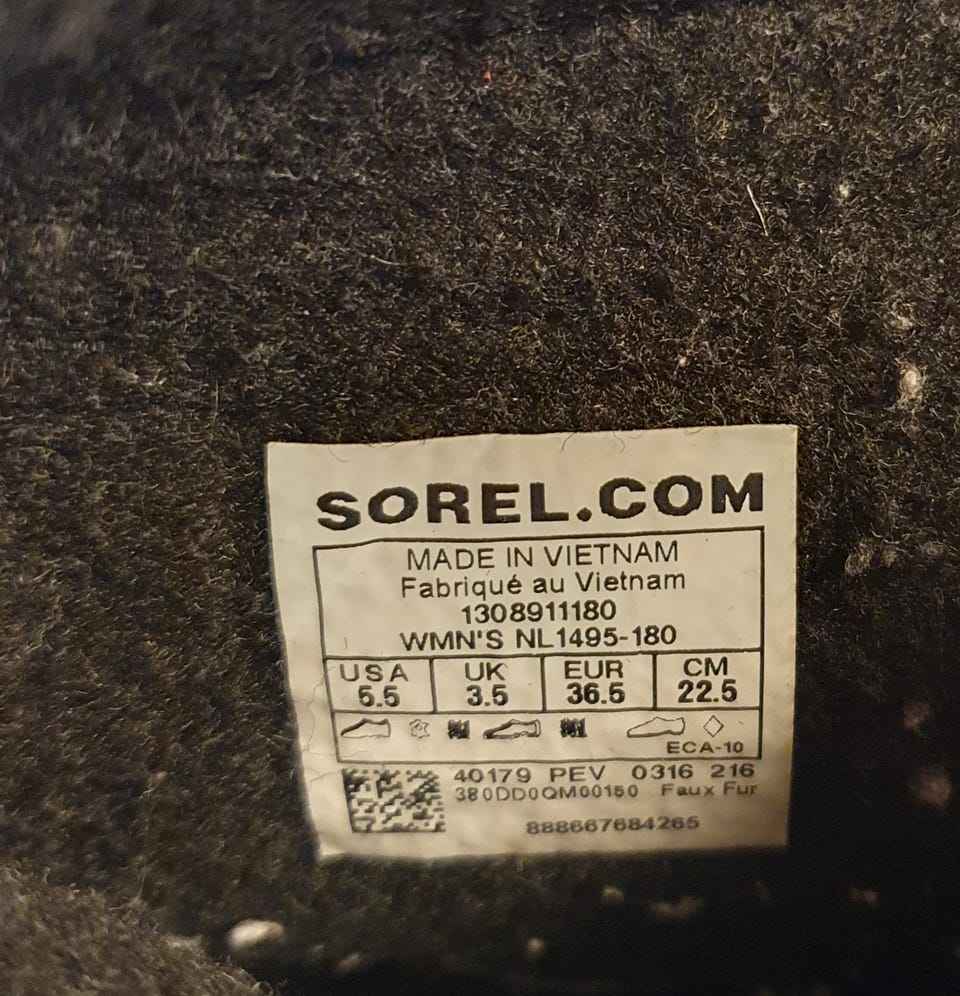 SOREL.COM
MADE IN VIETNAM
Fabriqué au Vietnam
1308911180
WMN'S NL1495-180
USA UK EUR CM
5.5 3.5 36.5 22.5
ECA-10
40179 PEV 0316 216
380DD0QM00150 Faux Fur
888667684265